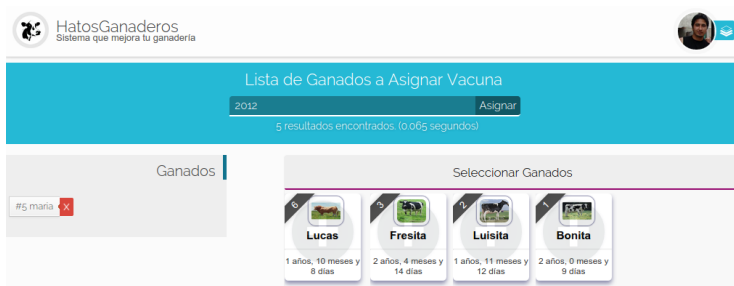 HatosGanaderos
Sistema que mejora tu ganadería
Lista de Ganados a Asignar Vacuna
2012 Asignar
5 resultados encontrados. (0.065 segundos)
Ganados
Seleccionar Ganados
#5 maria X
6 3 2 1
Lucas Fresita Luisita Bonita
1 años, 10 meses y 2 años, 4 meses y 1 años, 11 meses y 2 años, 0 meses y
8 días 14 días 12 días 9 días